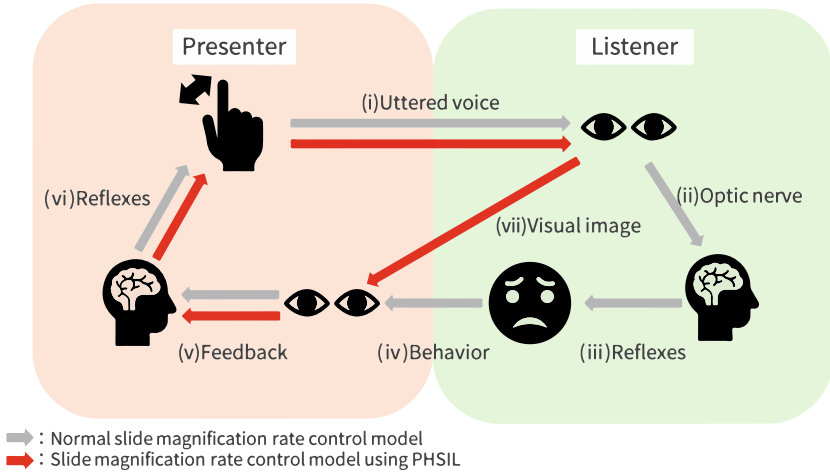 Presenter
Listener
(i)Uttered voice
(vi)Reflexes
(ii)Optic nerve
(vii)Visual image
(v)Feedback
(iv)Behavior
(iii)Reflexes
: Normal slide magnification rate control model
: Slide magnification rate control model using PHSIL